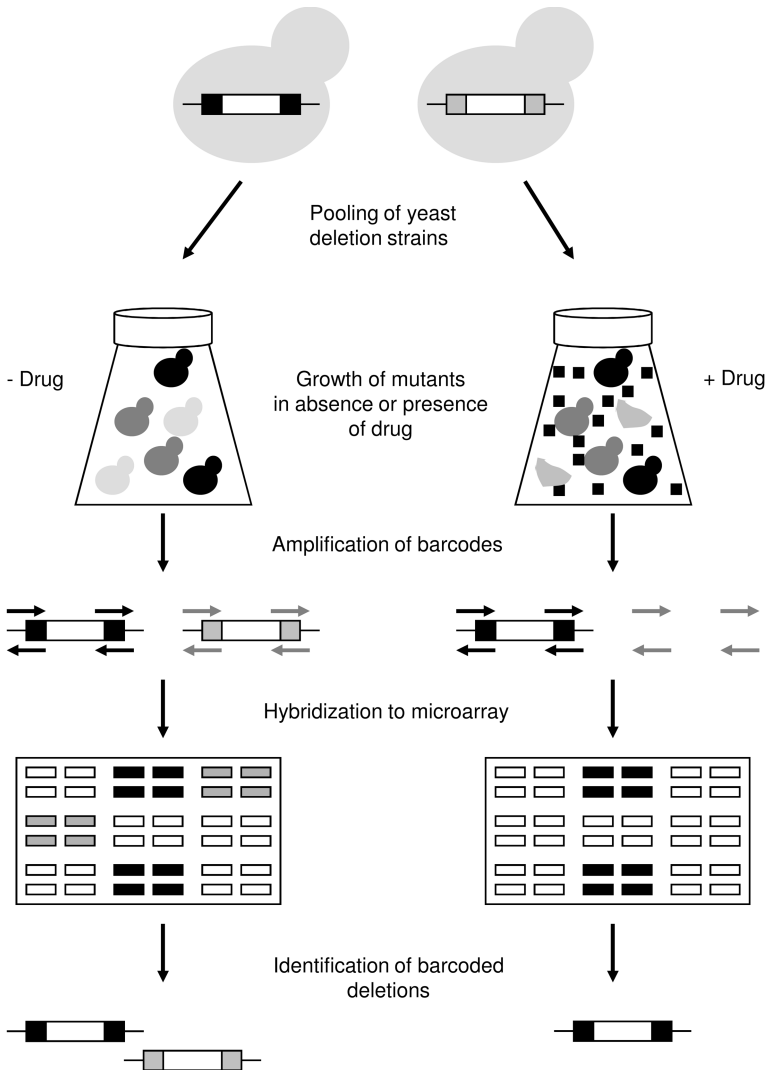 Pooling of yeast
deletion strains
- Drug
Growth of mutants
in absence or presence
of drug
+ Drug
Amplification of barcodes
Hybridization to microarray
Identification of barcoded
deletions